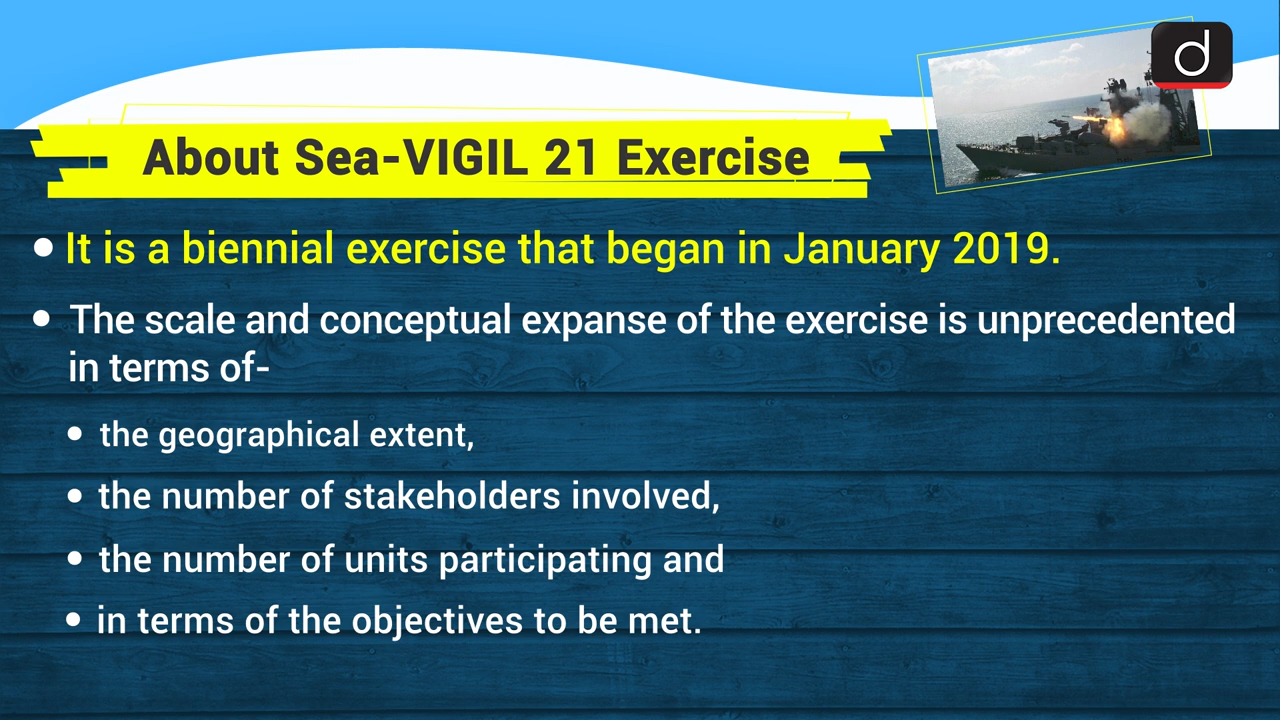 d
About Sea-VIGIL 21 Exercise
• It is a biennial exercise that began in January 2019.
• The scale and conceptual expanse of the exercise is unprecedented
in terms of-
• the geographical extent,
• the number of stakeholders involved,
• the number of units participating and
• in terms of the objectives to be met.